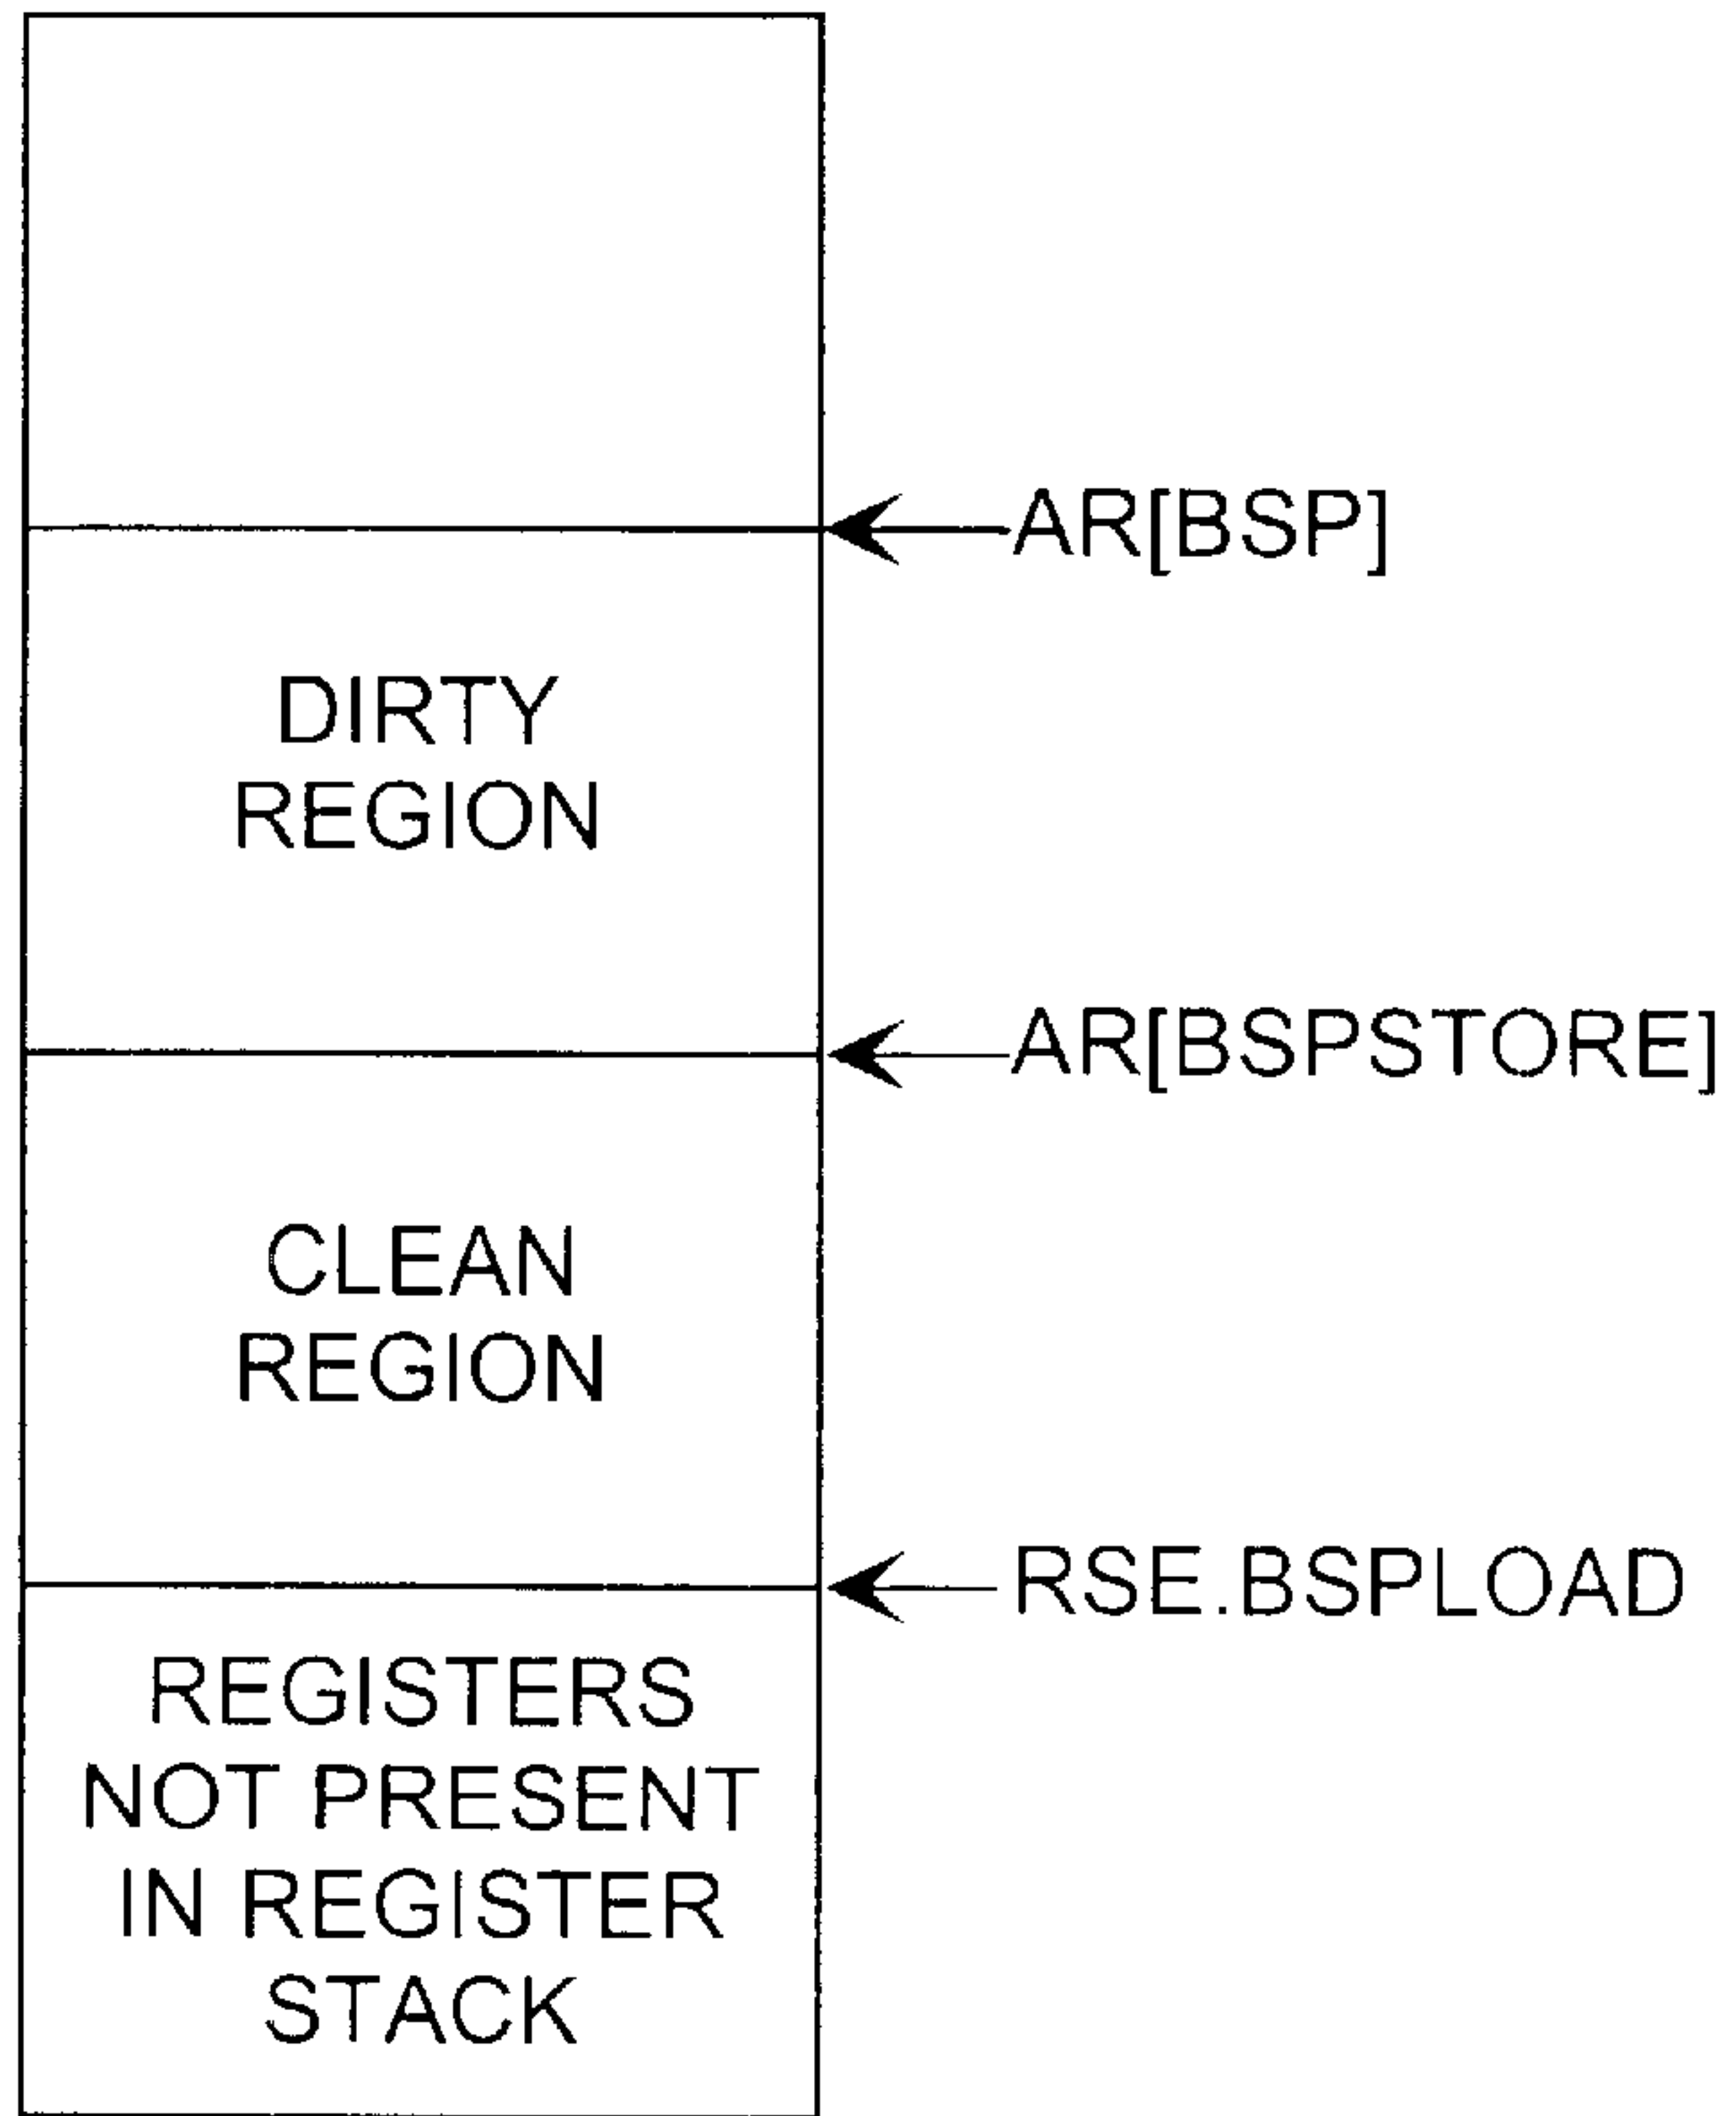 AR[BSP]
DIRTY
REGION
AR[BSPSTORE]
CLEAN
REGION
RSE.BSPLOAD
REGISTERS
NOT PRESENT
IN REGISTER
STACK